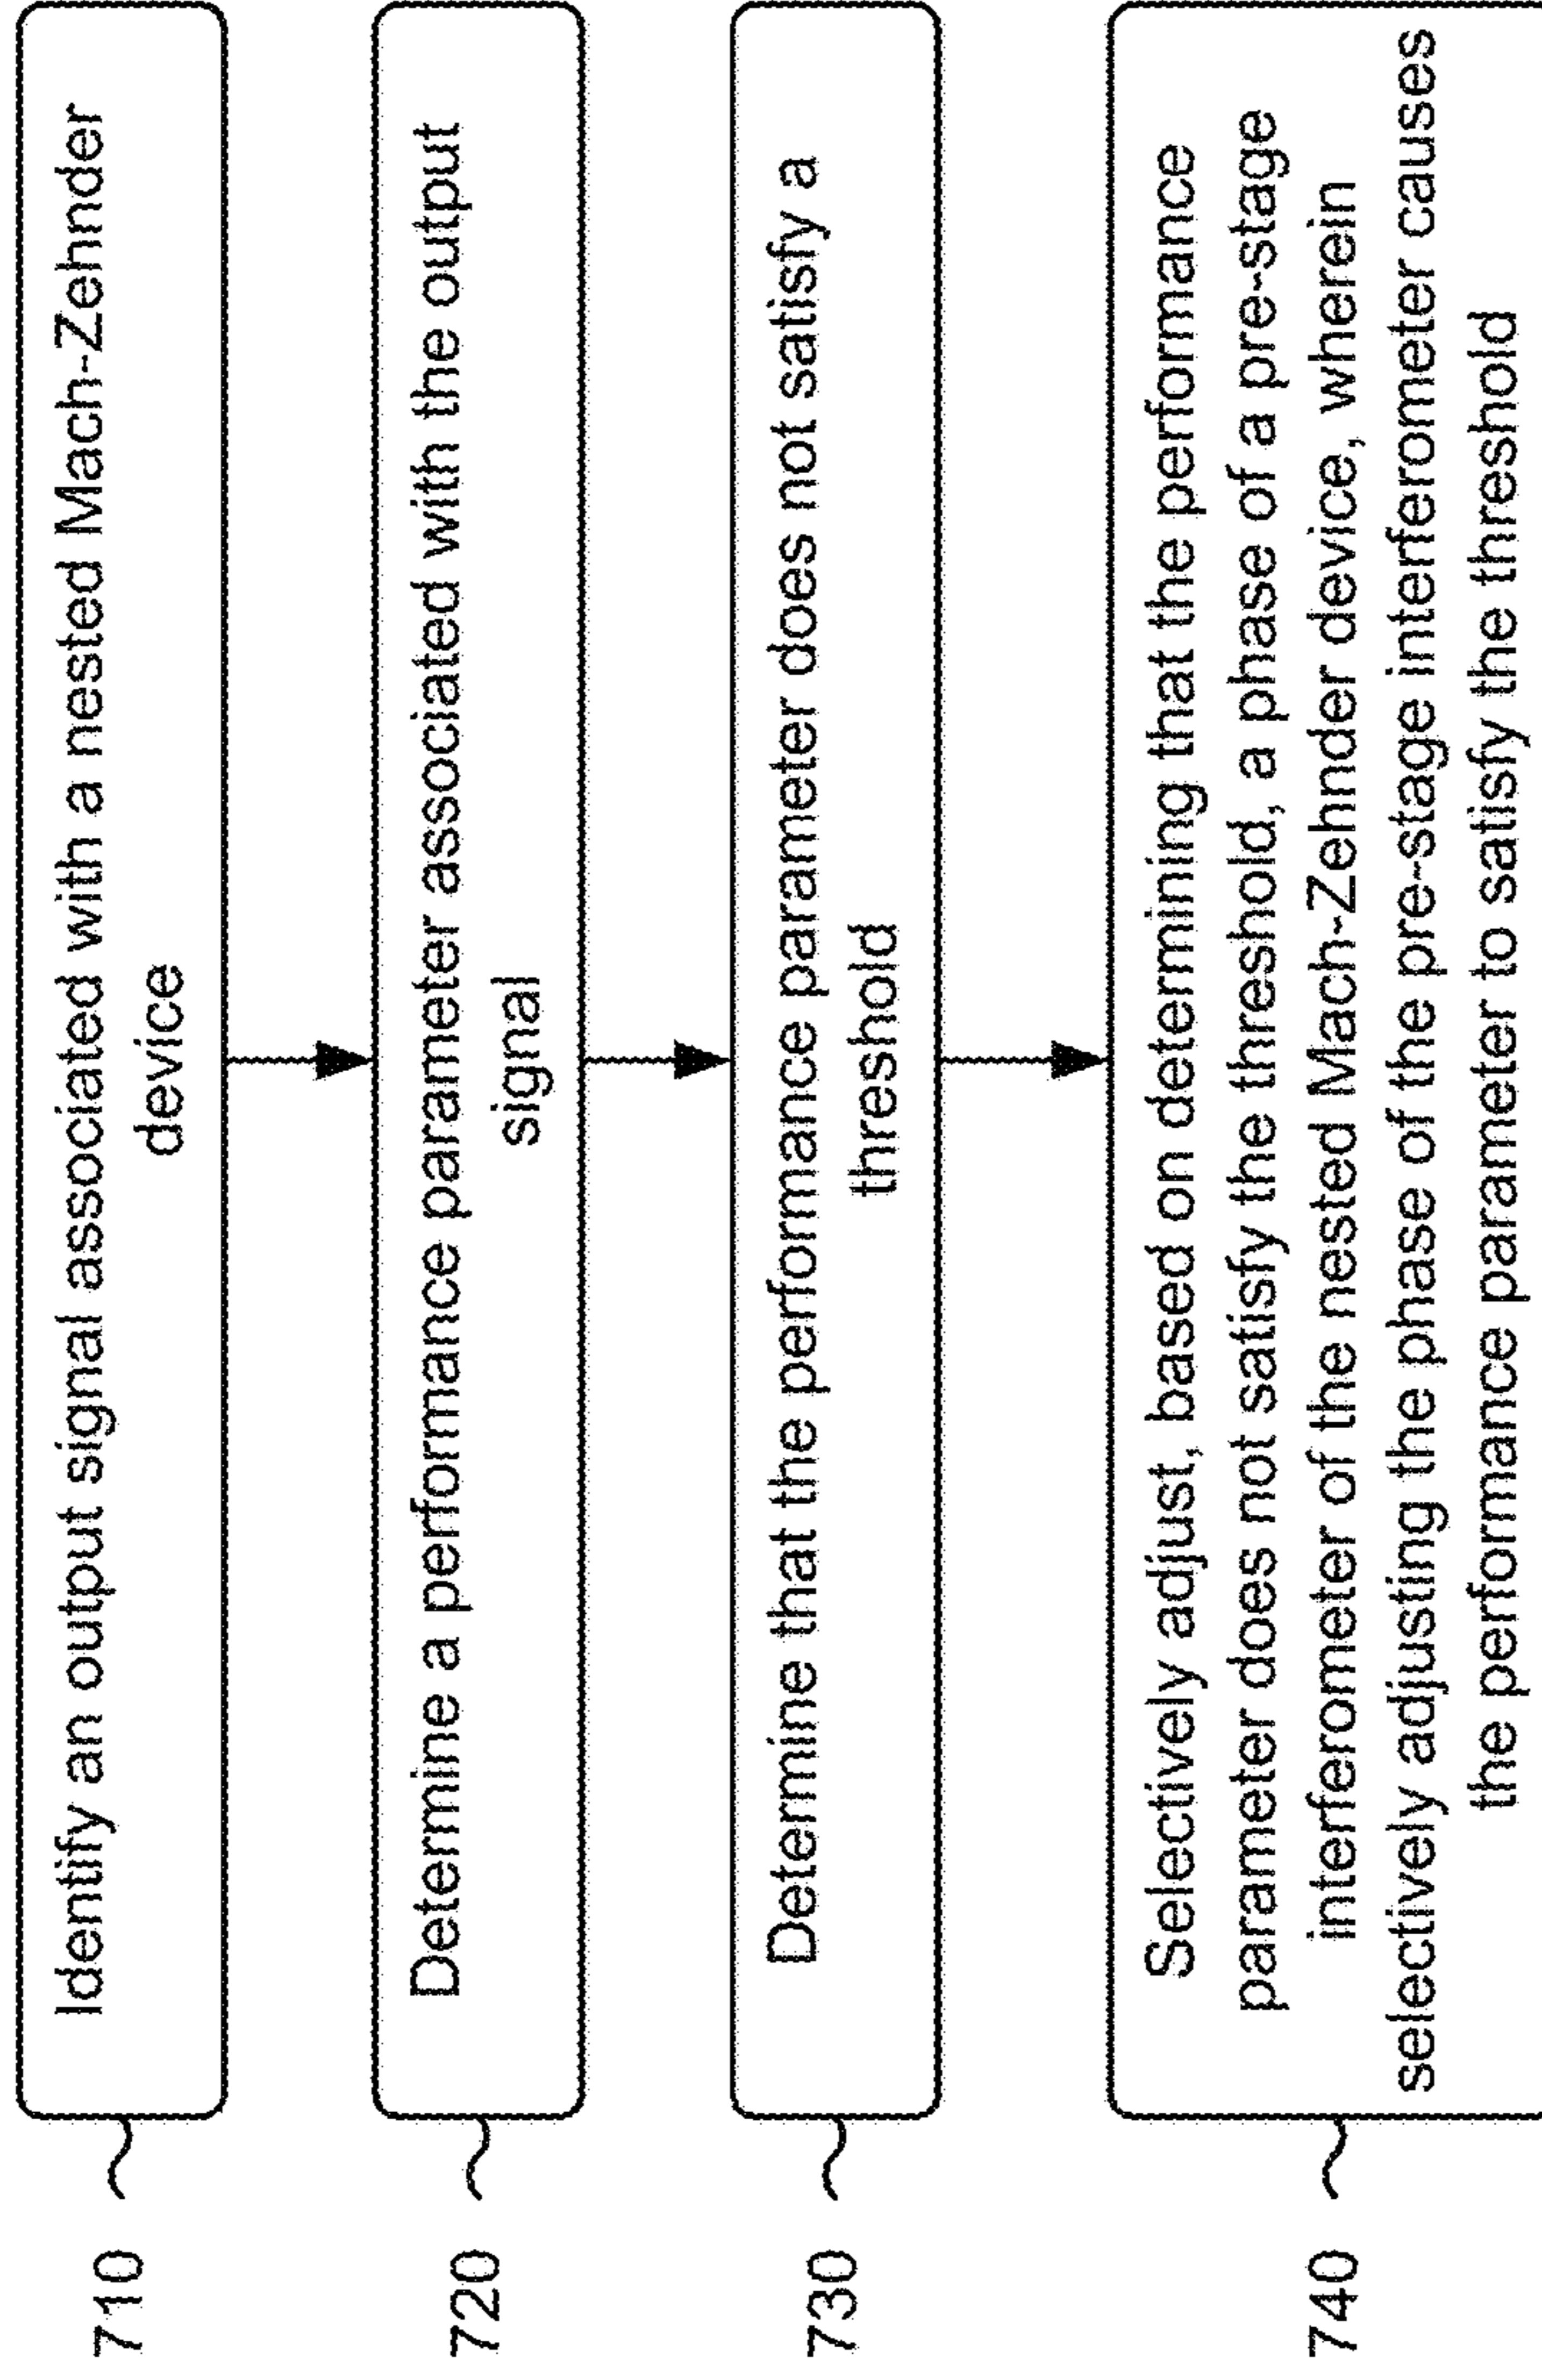 710
Identify an output signal associated with a nested Mach-Zehnder
device
720
Determine a performance parameter associated with the output
signal
730
Determine that the performance parameter does not satisfy a
threshold
740
Selectively adjust, based on determining that the performance
parameter does not satisfy the threshold, a phase of a pre-stage
interferometer of the nested Mach-Zehnder device, wherein
selectively adjusting the phase of the pre-stage interferometer causes
the performance parameter to satisfy the threshold